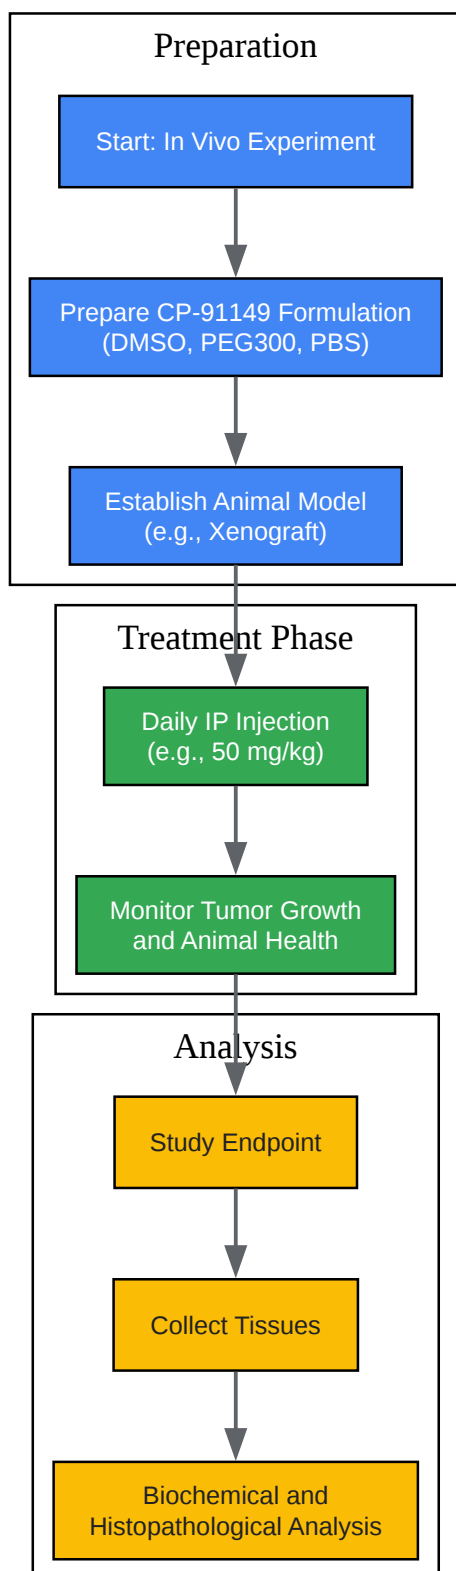 Preparation
Start: In Vivo Experiment
Prepare CP-91149 Formulation
(DMSO, PEG300, PBS)
Establish Animal Model
(e.g., Xenograft)
Treatment Phase
Daily IP Injection
(e.g., 50 mg/kg)
Monitor Tumor Growth
and Animal Health
Analysis
Study Endpoint
Collect Tissues
Biochemical and
Histopathological Analysis